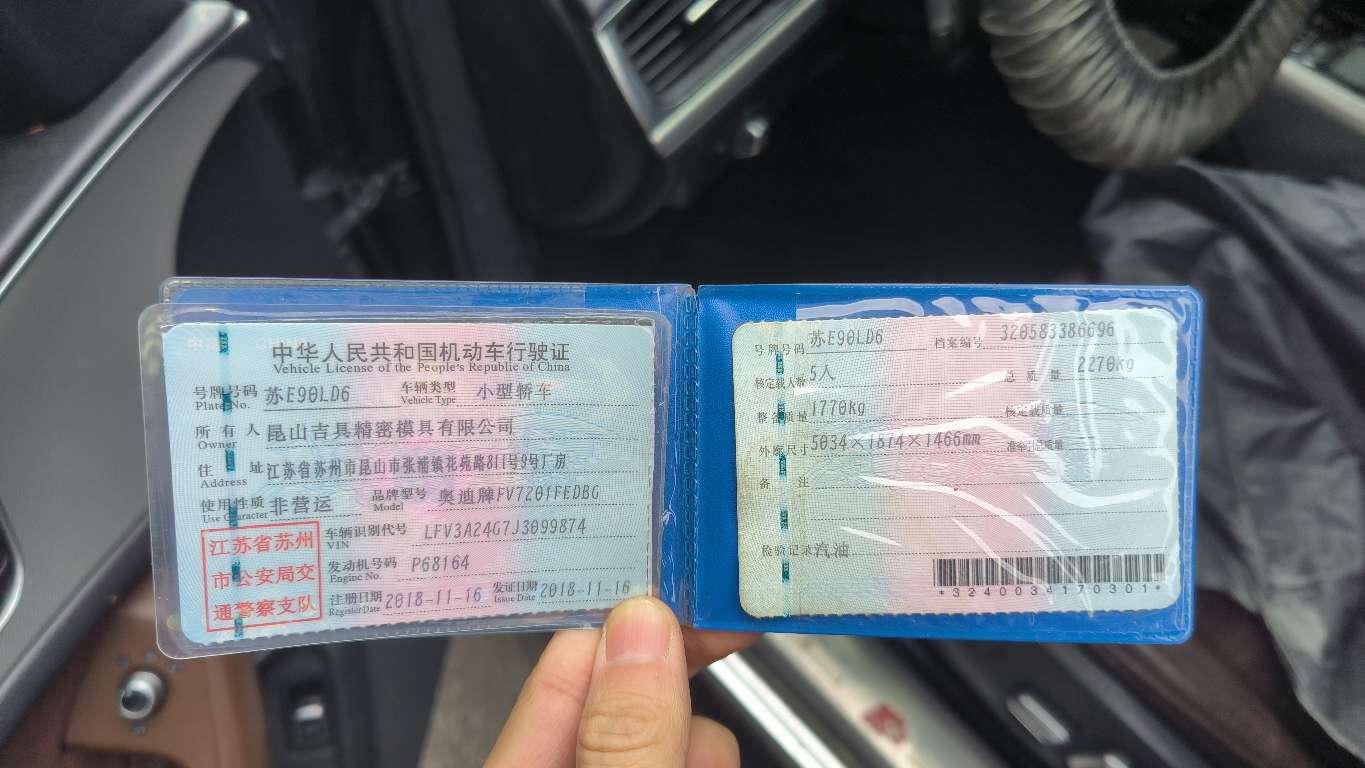 中华人民共和国机动车行驶证
Vehicle License of the People's Republic of China
号牌号码 苏E90LD6 车辆类型 小型轿车
Plate No. Vehicle Type
所有人 昆山吉具精密模具有限公司
Owner
住址 江苏省苏州市昆山市张浦镇花苑路811号9号厂房
Address
使用性质 非营运 品牌型号 奥迪牌FV7201FEDBG
Use Character Model
江苏省苏州
市公安局交
通警察支队
车辆识别代号 LFV3A24G7J3099874
VIN
发动机号码 P68164
Engine No.
注册日期 2018-11-16 发证日期 2018-11-16
Register Date Issue Date
号牌号码 苏E90LD6 档案编号 320583386696
核定载人数 5人 总质量 2270kg
整备质量 1770kg 核定载质量
外廓尺寸 5034×1874×1466mm 准牵引总质量
备注
检验记录 汽油
*3240034170301*